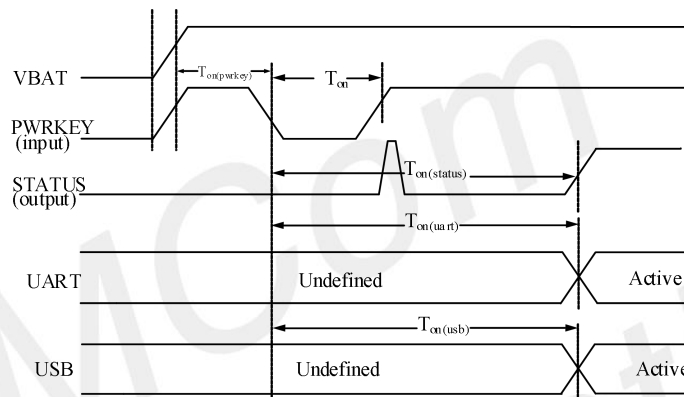 VBAT
Ton(pwrkey)
Ton
PWRKEY
(input)
STATUS
(output)
Ton(status)
Ton(uart)
UART
Undefined
Active
Ton(usb)
USB
Undefined
Active
MCom